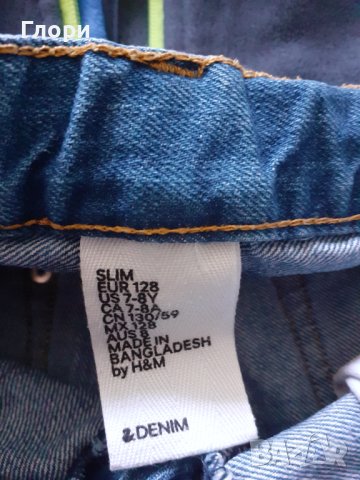 Глори
SLIM
EUR 128
US 7-8Y
CA 7-8A
CN 130/59
MX 128
AUS 8
MADE IN
BANGLADESH
by H&M
&DENIM
BAZAR